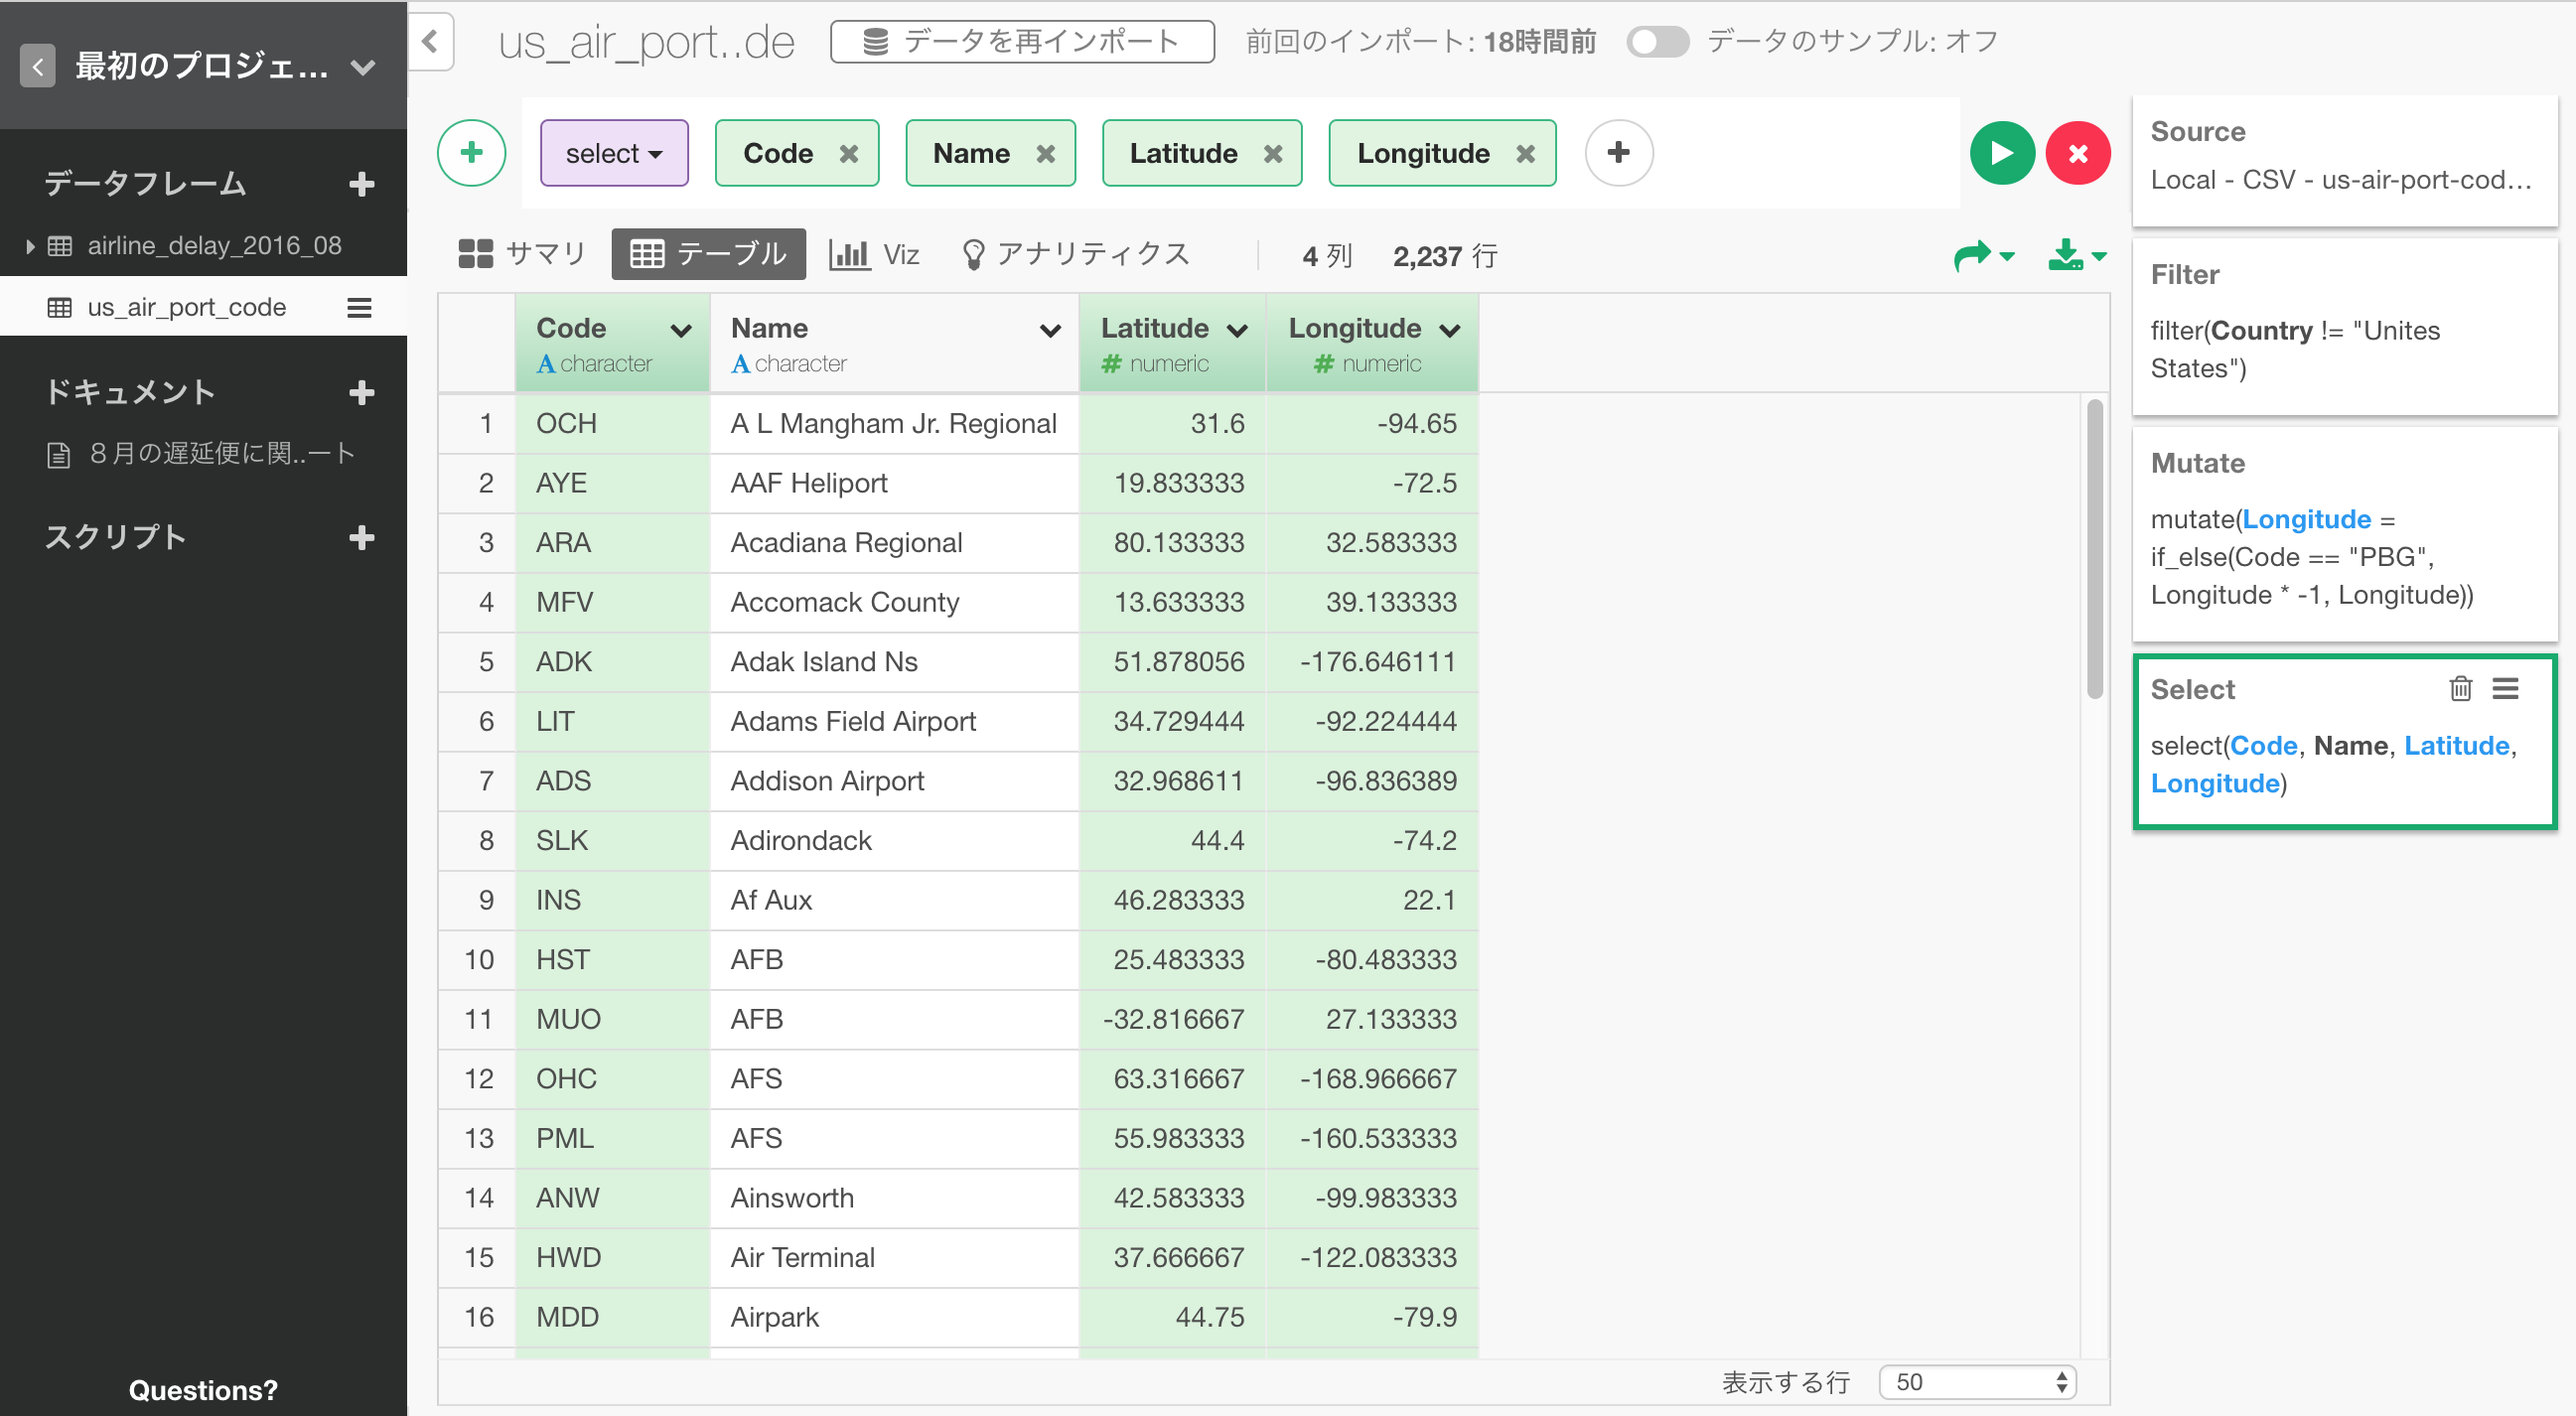 最初のプロジェ...
データフレーム
airline_delay_2016_08
us_air_port_code
ドキュメント
８月の遅延便に関..ート
スクリプト
Questions?
us_air_port..de
データを再インポート
前回のインポート: 18時間前
データのサンプル: オフ
select
Code
Name
Latitude
Longitude
サマリ
テーブル
Viz
アナリティクス
4 列
2,237 行
Code Name Latitude Longitude
A character A character # numeric # numeric
1 OCH A L Mangham Jr. Regional 31.6 -94.65
2 AYE AAF Heliport 19.833333 -72.5
3 ARA Acadiana Regional 80.133333 32.583333
4 MFV Accomack County 13.633333 39.133333
5 ADK Adak Island Ns 51.878056 -176.646111
6 LIT Adams Field Airport 34.729444 -92.224444
7 ADS Addison Airport 32.968611 -96.836389
8 SLK Adirondack 44.4 -74.2
9 INS Af Aux 46.283333 22.1
10 HST AFB 25.483333 -80.483333
11 MUO AFB -32.816667 27.133333
12 OHC AFS 63.316667 -168.966667
13 PML AFS 55.983333 -160.533333
14 ANW Ainsworth 42.583333 -99.983333
15 HWD Air Terminal 37.666667 -122.083333
16 MDD Airpark 44.75 -79.9
表示する行 50
Source
Local - CSV - us-air-port-cod...
Filter
filter(Country != "Unites
States")
Mutate
mutate(Longitude =
if_else(Code == "PBG",
Longitude * -1, Longitude))
Select
select(Code, Name, Latitude,
Longitude)